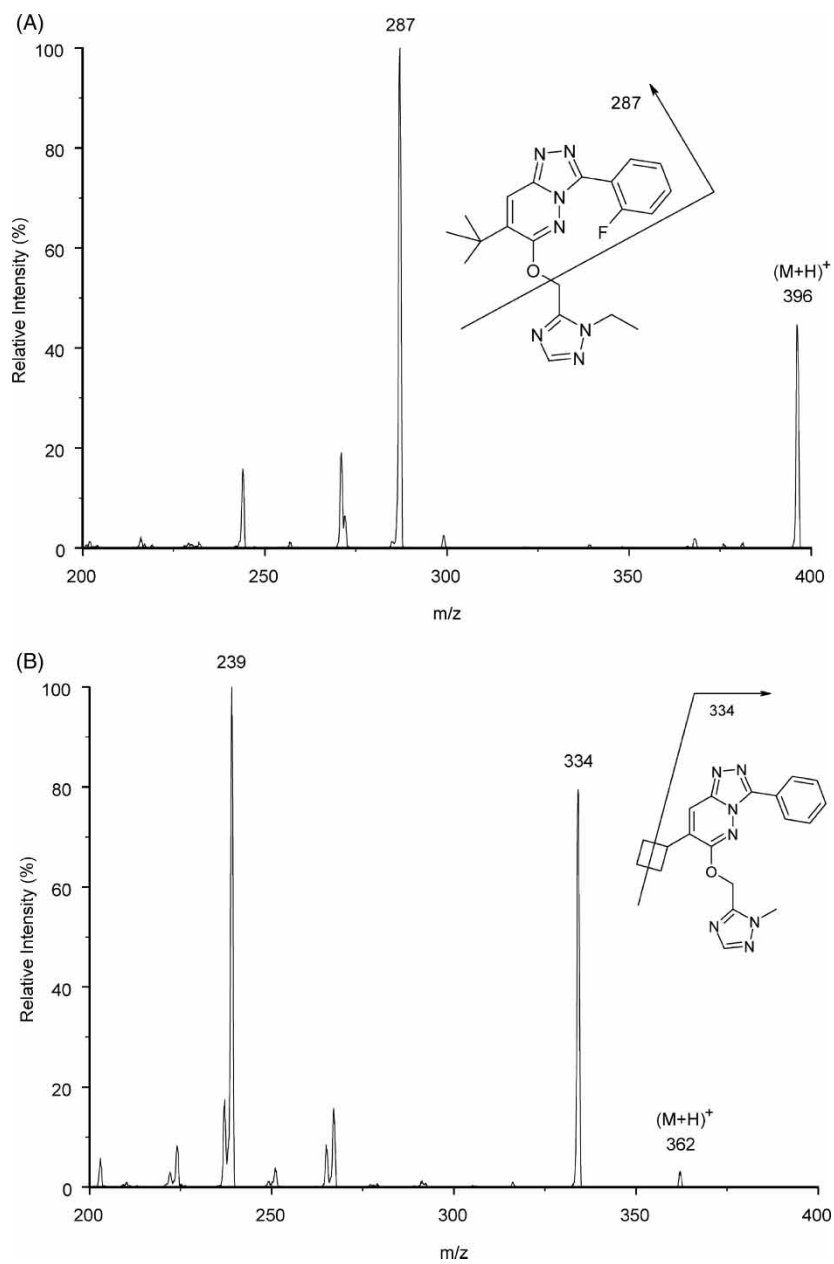 (A)
287
100
80
60
40
20
0
Relative Intensity (%)
200
250
300
350
400
m/z
287
N N
N
N
F
O
N N
N
(M+H)+
396
(B)
239
100
80
60
40
20
0
Relative Intensity (%)
200
250
300
350
400
m/z
334
334
N N
N
N
O
N N
N
(M+H)+
362